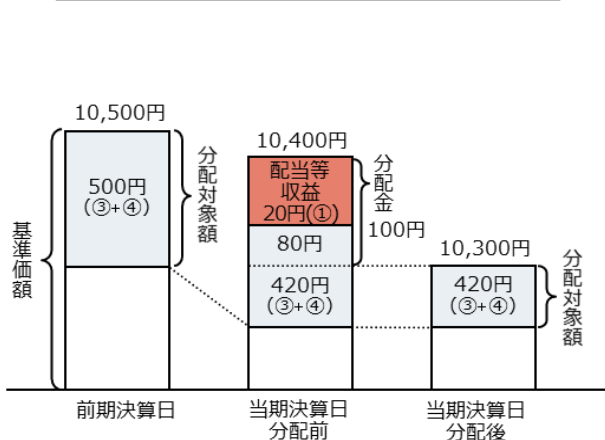 10,500円
500円
(③+④)
分配対象額
基準価額
前期決算日
10,400円
配当等
収益
20円(①)
80円
420円
(③+④)
分配金
100円
当期決算日
分配前
10,300円
420円
(③+④)
分配対象額
当期決算日
分配後